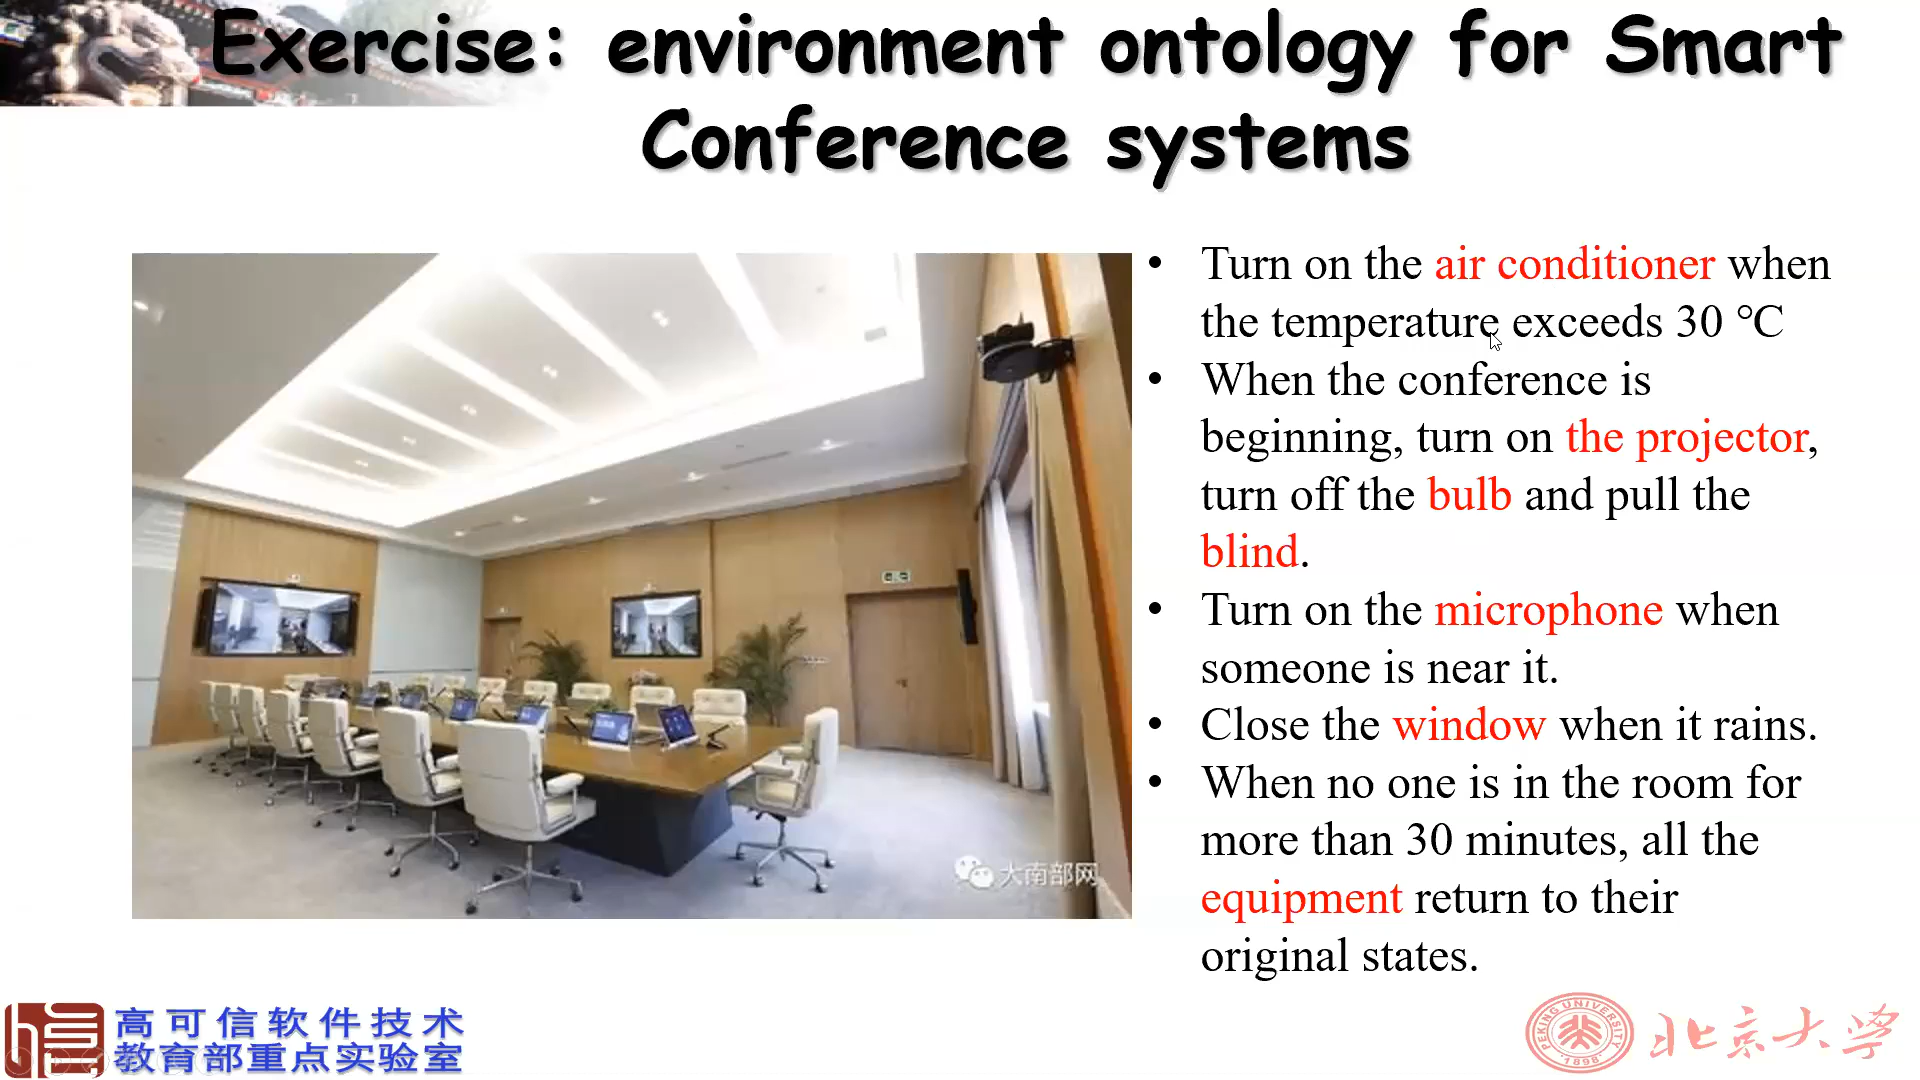 Exercise: environment ontology for Smart
Conference systems
• Turn on the air conditioner when
the temperature exceeds 30 ℃
• When the conference is
beginning, turn on the projector,
turn off the bulb and pull the
blind.
• Turn on the microphone when
someone is near it.
• Close the window when it rains.
• When no one is in the room for
more than 30 minutes, all the
equipment return to their
original states.
大南部网
高可信软件技术
教育部重点实验室
PEKING UNIVERSITY
1898
北京大学